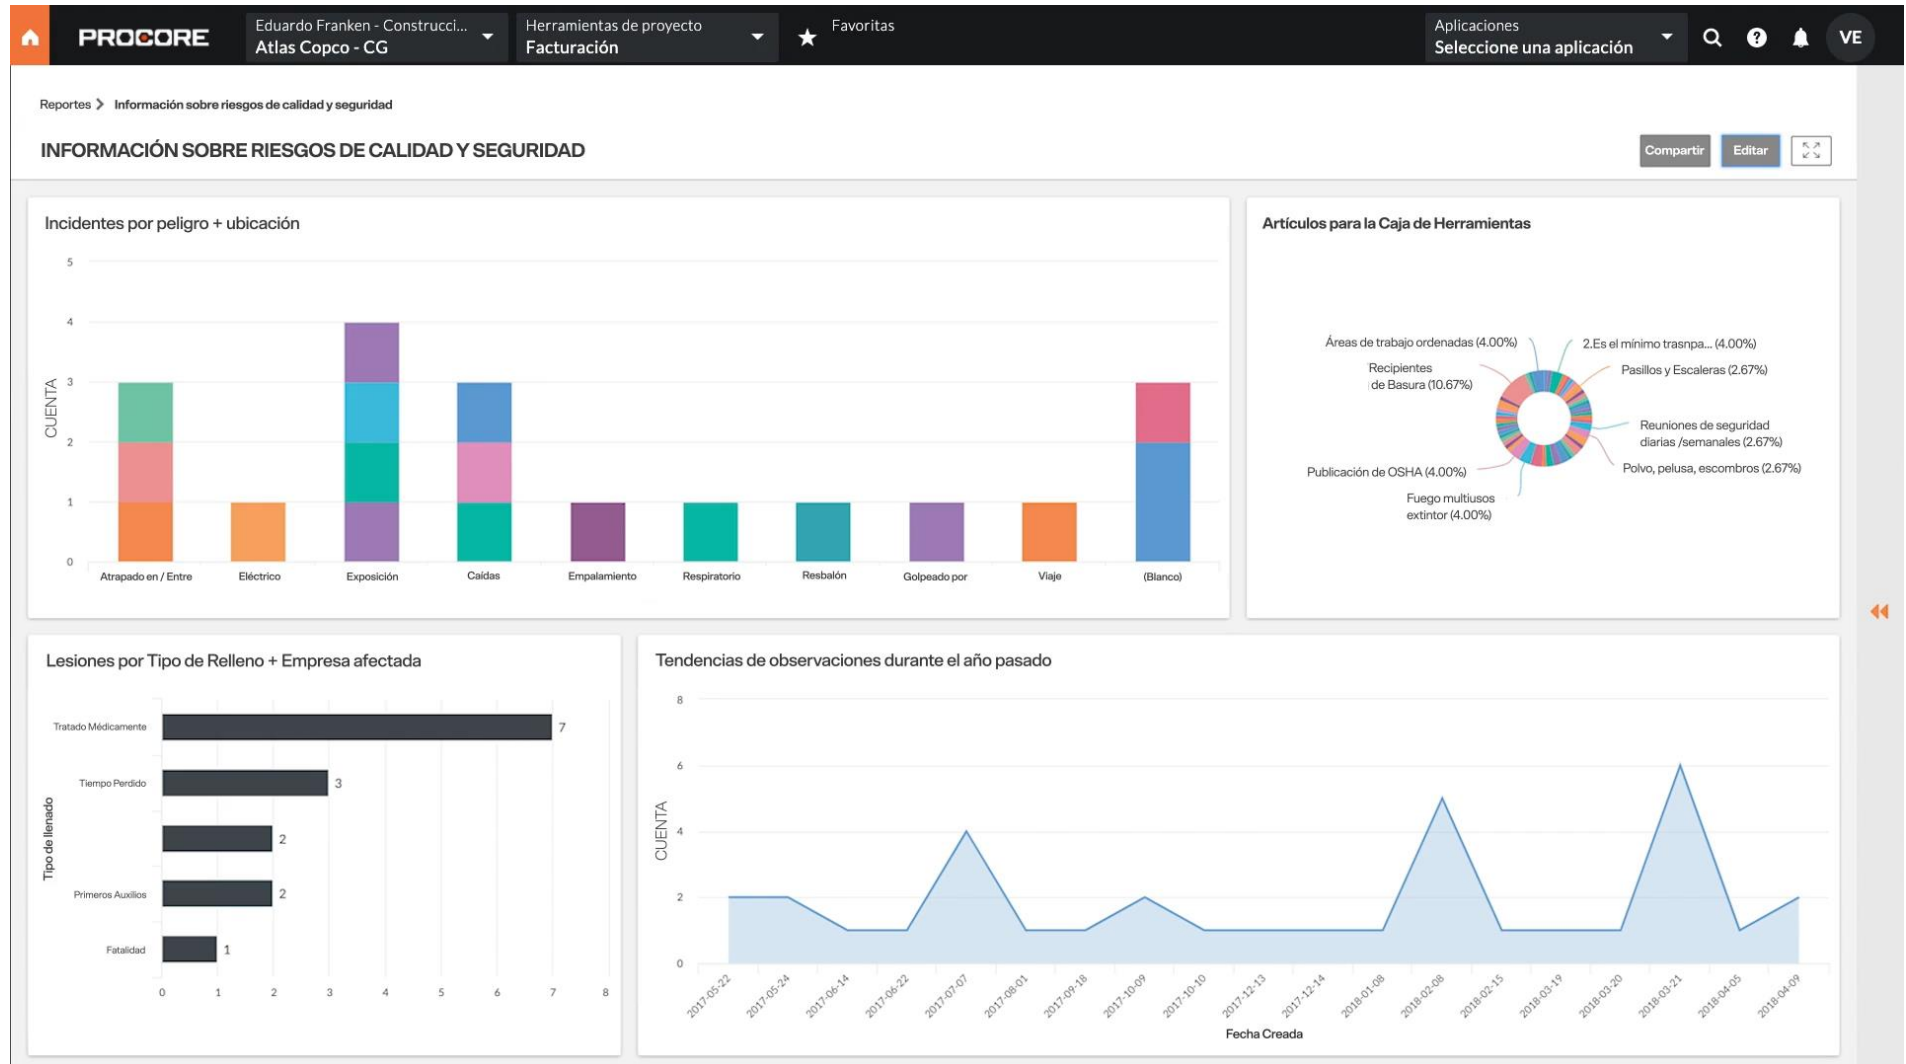 PROCORE
Eduardo Franken - Construcci...
Atlas Copco - CG
Herramientas de proyecto
Facturación
Favoritas
Aplicaciones
Seleccione una aplicación
VE
Reportes
Información sobre riesgos de calidad y seguridad
INFORMACIÓN SOBRE RIESGOS DE CALIDAD Y SEGURIDAD
Compartir
Editar
Incidentes por peligro + ubicación
5
4
3
2
1
0
CUENTA
Atrapado en / Entre
Eléctrico
Exposición
Caídas
Empalamiento
Respiratorio
Resbalón
Golpeado por
Viaje
(Blanco)
Artículos para la Caja de Herramientas
Áreas de trabajo ordenadas (4.00%)
2.Es el mínimo trasnpa... (4.00%)
Recipientes
de Basura (10.67%)
Pasillos y Escaleras (2.67%)
Reuniones de seguridad
diarias /semanales (2.67%)
Polvo, pelusa, escombros (2.67%)
Publicación de OSHA (4.00%)
Fuego multiusos
extintor (4.00%)
Lesiones por Tipo de Relleno + Empresa afectada
Tipo de llenado
Tratado Médicamente
7
Tiempo Perdido
3
2
Primeros Auxilios
2
Fatalidad
1
0 1 2 3 4 5 6 7 8
Tendencias de observaciones durante el año pasado
8
6
4
2
0
CUENTA
2017-05-22
2017-05-24
2017-06-14
2017-06-22
2017-07-07
2017-08-01
2017-09-18
2017-10-09
2017-10-10
2017-12-13
2017-12-14
2018-01-08
2018-02-08
2018-02-15
2018-03-19
2018-03-20
2018-03-21
2018-04-05
2018-04-09
Fecha Creada